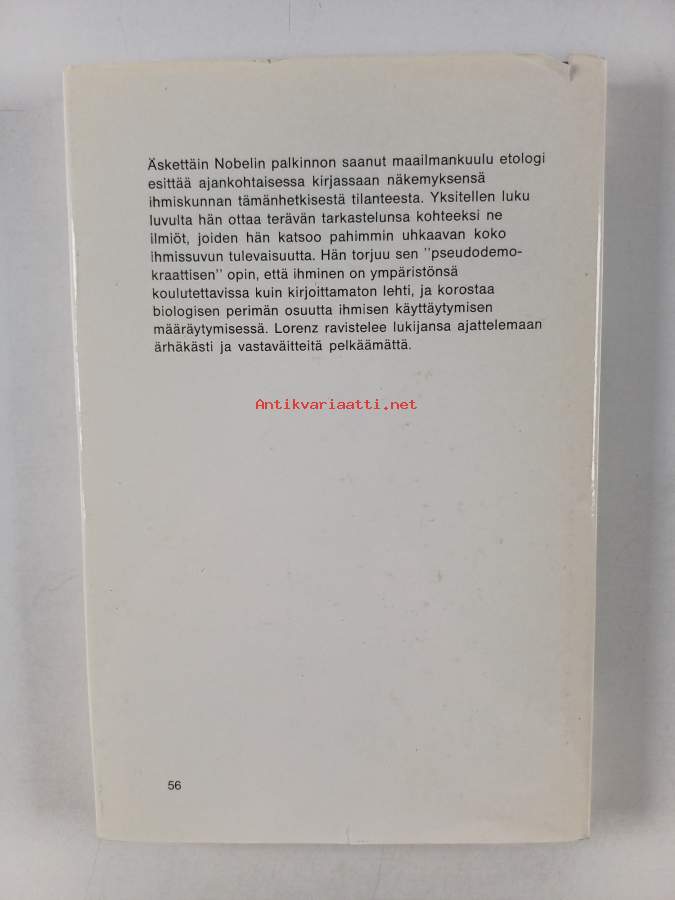 Äskettäin Nobelin palkinnon saanut maailmankuulu etologi
esittää ajankohtaisessa kirjassaan näkemyksensä
ihmiskunnan tämänhetkisestä tilanteesta. Yksitellen luku
luvulta hän ottaa terävän tarkastelunsa kohteeksi ne
ilmiöt, joiden hän katsoo pahimmin uhkaavan koko
ihmissuvun tulevaisuutta. Hän torjuu sen "pseudodemo-
kraattisen" opin, että ihminen on ympäristönsä
koulutettavissa kuin kirjoittamaton lehti, ja korostaa
biologisen perimän osuutta ihmisen käyttäytymisen
määräytymisessä. Lorenz ravistelee lukijansa ajattelemaan
ärhäkästi ja vastaväitteitä pelkäämättä.
Antikvariaatti.net
56